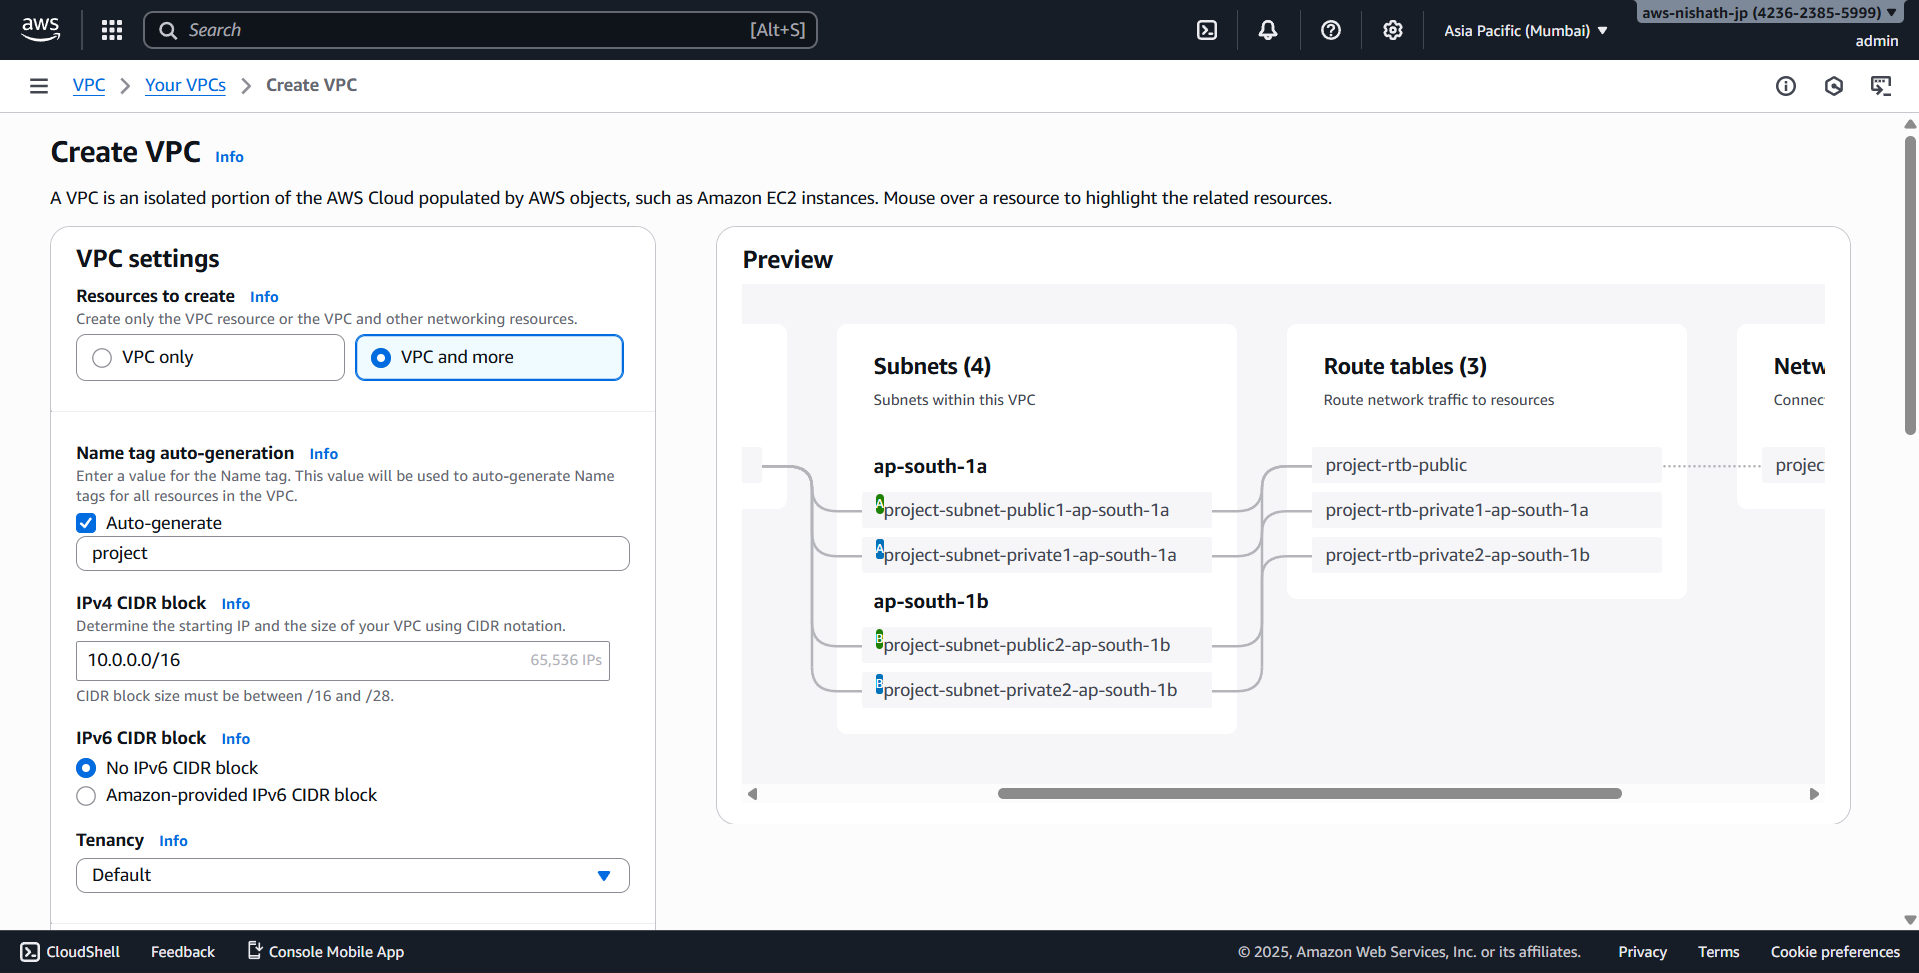 aws
Search [Alt+S]
Asia Pacific (Mumbai)
aws-nishath-jp (4236-2385-5999)
admin
VPC
Your VPCs
Create VPC
Create VPC Info
A VPC is an isolated portion of the AWS Cloud populated by AWS objects, such as Amazon EC2 instances. Mouse over a resource to highlight the related resources.
VPC settings
Resources to create Info
Create only the VPC resource or the VPC and other networking resources.
VPC only
VPC and more
Name tag auto-generation Info
Enter a value for the Name tag. This value will be used to auto-generate Name
tags for all resources in the VPC.
Auto-generate
project
IPv4 CIDR block Info
Determine the starting IP and the size of your VPC using CIDR notation.
10.0.0.0/16 65,536 IPs
CIDR block size must be between /16 and /28.
IPv6 CIDR block Info
No IPv6 CIDR block
Amazon-provided IPv6 CIDR block
Tenancy Info
Default
Preview
Subnets (4)
Subnets within this VPC
ap-south-1a
A project-subnet-public1-ap-south-1a
A project-subnet-private1-ap-south-1a
ap-south-1b
B project-subnet-public2-ap-south-1b
B project-subnet-private2-ap-south-1b
Route tables (3)
Route network traffic to resources
project-rtb-public
project-rtb-private1-ap-south-1a
project-rtb-private2-ap-south-1b
Netw
Connec
projec
CloudShell
Feedback
Console Mobile App
© 2025, Amazon Web Services, Inc. or its affiliates.
Privacy
Terms
Cookie preferences